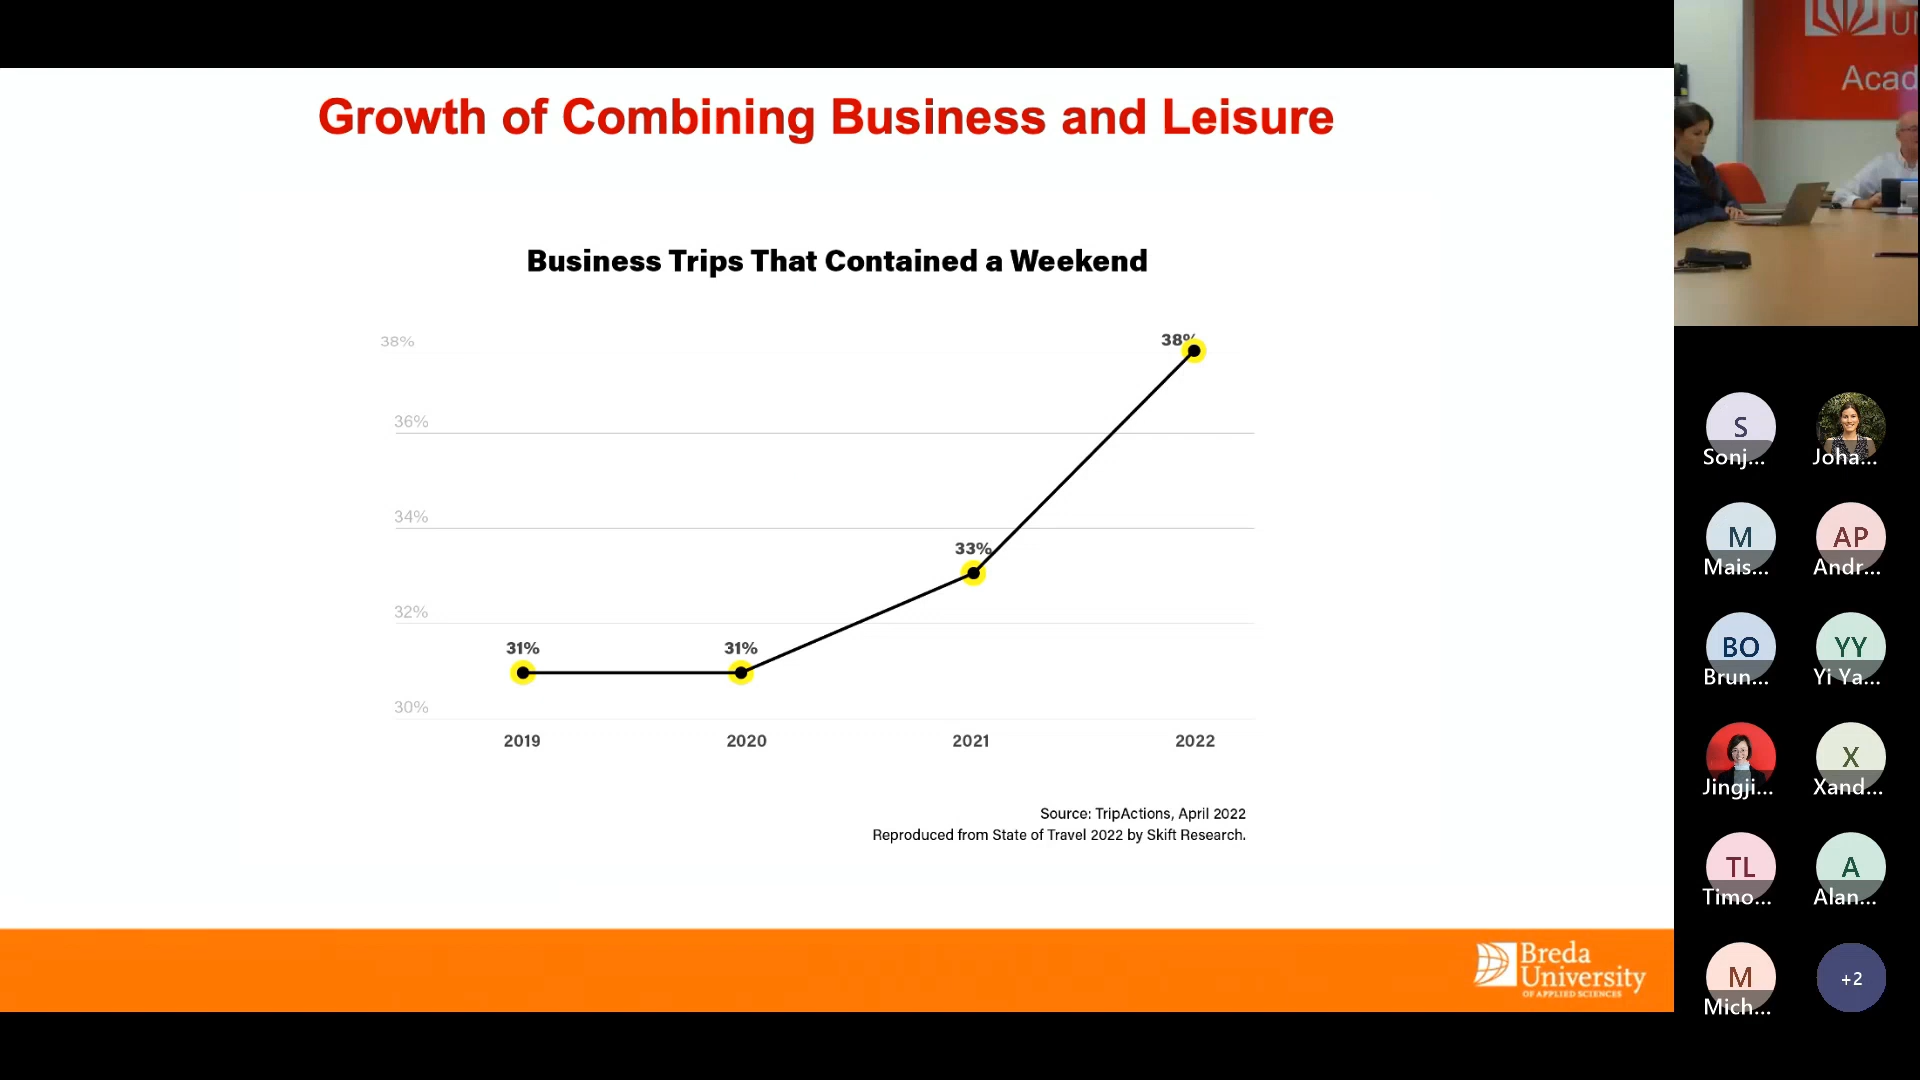 Growth of Combining Business and Leisure
Business Trips That Contained a Weekend
38%
36%
34%
32%
30%
31%
31%
33%
38%
2019
2020
2021
2022
Source: TripActions, April 2022
Reproduced from State of Travel 2022 by Skift Research.
Breda
University
OF APPLIED SCIENCES
UN
Acad
S
Sonj...
Joha...
M
Mais...
AP
Andr...
BO
Brun...
YY
Yi Ya...
Jingji...
X
Xand...
TL
Timo...
A
Alan...
M
Mich...
+2